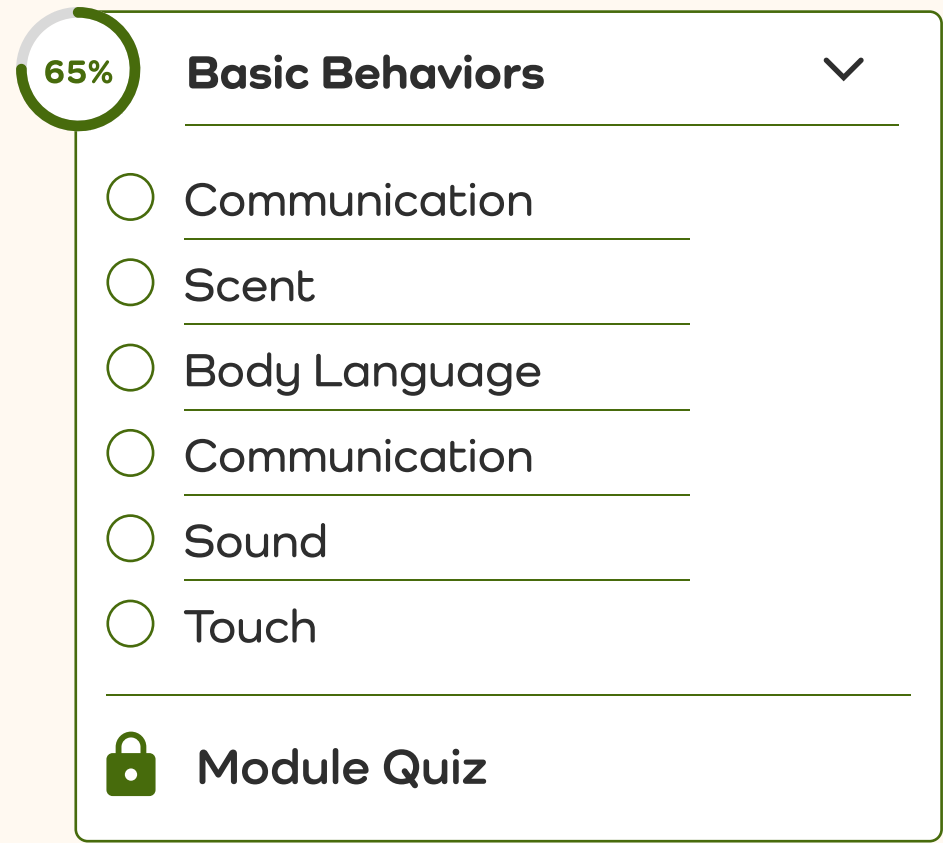 65%
Basic Behaviors
Communication
Scent
Body Language
Communication
Sound
Touch
Module Quiz